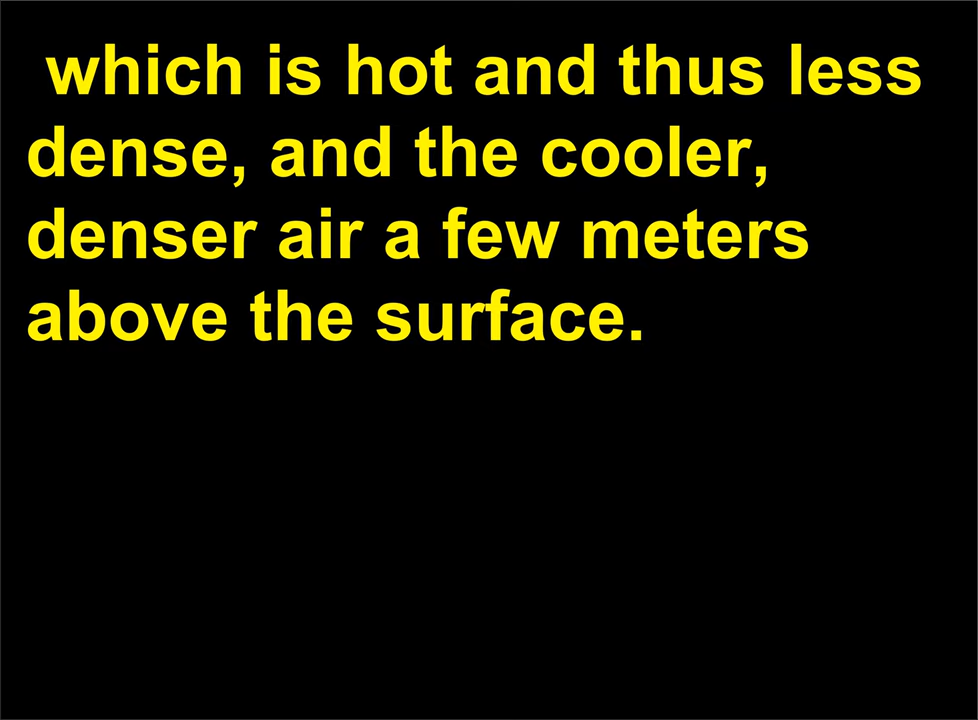 which is hot and thus less
dense, and the cooler,
denser air a few meters
above the surface.